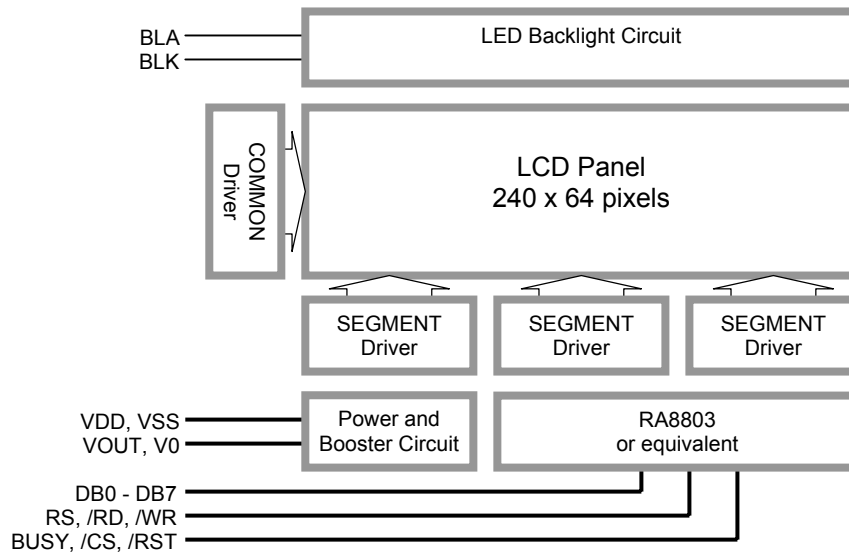 BLA
BLK
LED Backlight Circuit
COMMON
Driver
LCD Panel
240 x 64 pixels
SEGMENT
Driver
SEGMENT
Driver
SEGMENT
Driver
VDD, VSS
VOUT, V0
Power and
Booster Circuit
RA8803
or equivalent
DB0 - DB7
RS, /RD, /WR
BUSY, /CS, /RST